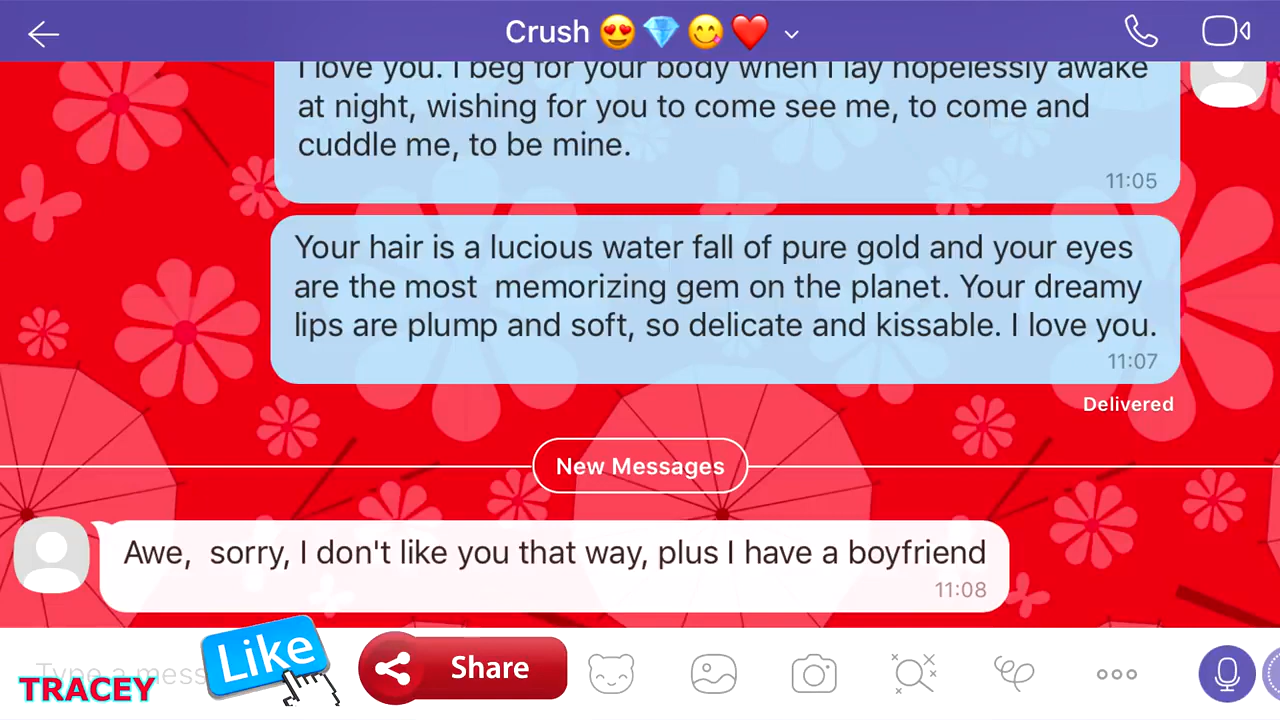 Crush 😍💎😋❤️
I love you. I beg for your body when I lay hopelessly awake
at night, wishing for you to come see me, to come and
cuddle me, to be mine.
11:05
Your hair is a lucious water fall of pure gold and your eyes
are the most  memorizing gem on the planet. Your dreamy
lips are plump and soft, so delicate and kissable. I love you.
11:07
Delivered
New Messages
Awe,  sorry, I don't like you that way, plus I have a boyfriend
11:08
Type a mess
TRACEY
Like
Share